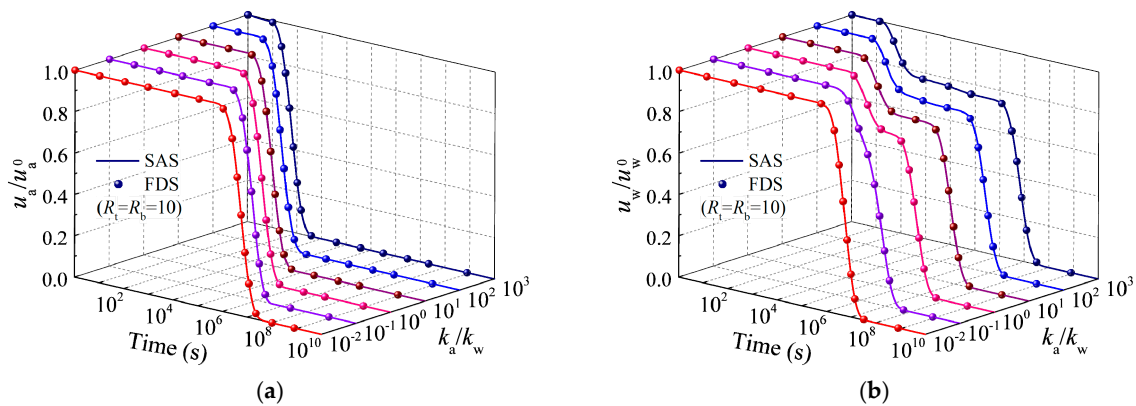 1.0
0.8
0.6
0.4
0.2
0.0
u_a/u_a^0
SAS
FDS
(R_t=R_b=10)
10^2
10^4
10^6
10^8
10^10
Time (s)
10^-2
10^-1
10^0
10^1
10^2
10^3
k_a/k_w
(a)
1.0
0.8
0.6
0.4
0.2
0.0
u_w/u_w^0
SAS
FDS
(R_t=R_b=10)
10^2
10^4
10^6
10^8
10^10
Time (s)
10^-2
10^-1
10^0
10^1
10^2
10^3
k_a/k_w
(b)